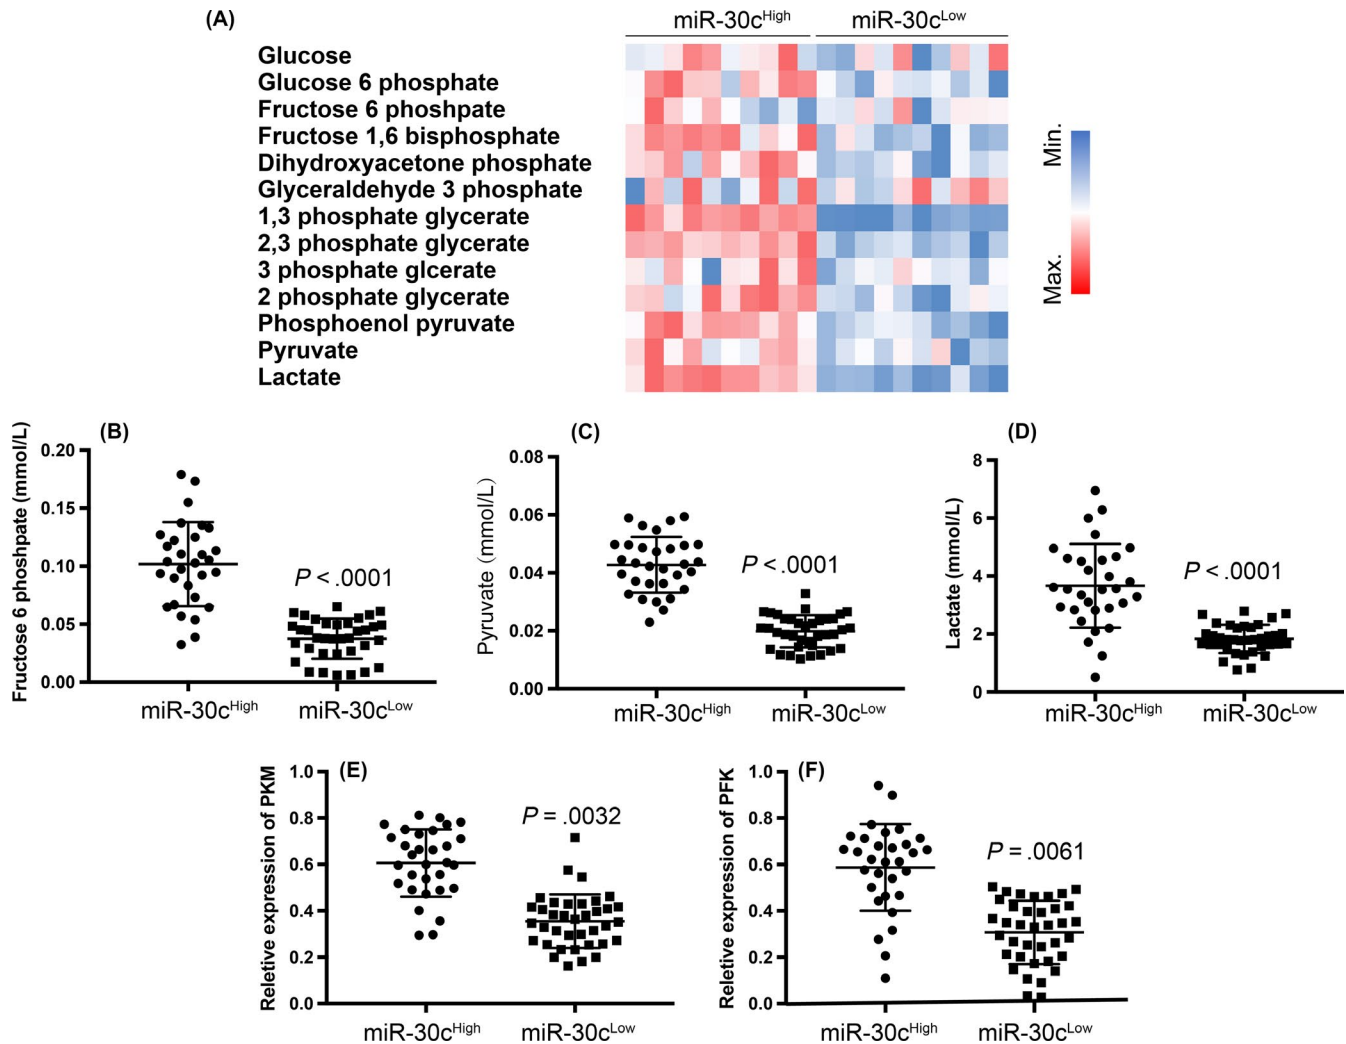 (A)
miR-30cHigh miR-30cLow
Glucose
Glucose 6 phosphate
Fructose 6 phoshpate
Fructose 1,6 bisphosphate
Dihydroxyacetone phosphate
Glyceraldehyde 3 phosphate
1,3 phosphate glycerate
2,3 phosphate glycerate
3 phosphate glcerate
2 phosphate glycerate
Phosphoenol pyruvate
Pyruvate
Lactate
Min.
Max.
(B)
Fructose 6 phoshpate (mmol/L)
0.20
0.15
0.10
0.05
0.00
P < .0001
miR-30cHigh miR-30cLow
(C)
Pyruvate (mmol/L)
0.08
0.06
0.04
0.02
0.00
P < .0001
miR-30cHigh miR-30cLow
(D)
Lactate (mmol/L)
8
6
4
2
0
P < .0001
miR-30cHigh miR-30cLow
(E)
Reletive expression of PKM
1.0
0.8
0.6
0.4
0.2
0.0
P = .0032
miR-30cHigh miR-30cLow
(F)
Reletive expression of PFK
1.0
0.8
0.6
0.4
0.2
0.0
P = .0061
miR-30cHigh miR-30cLow